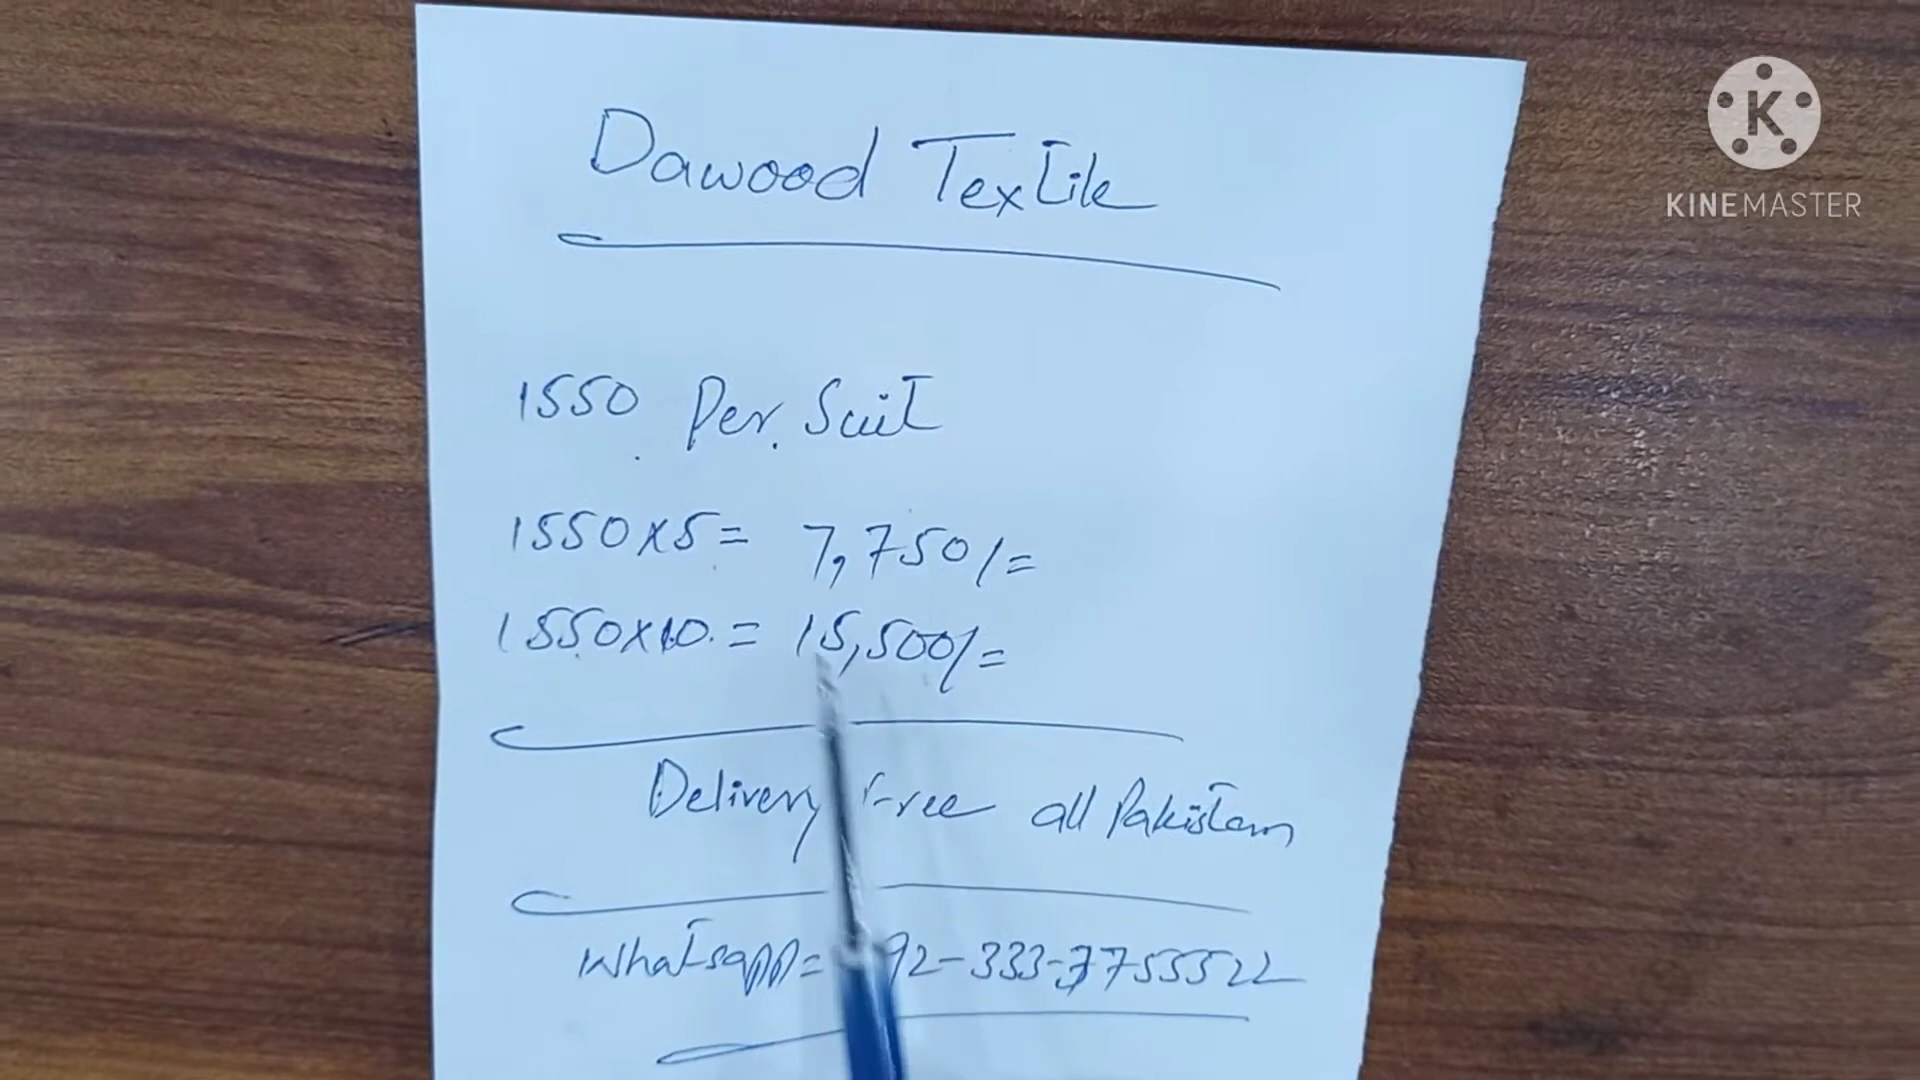 Dawood Textile
1550 Per. Suit
1550x5= 7,750/=
1550x10.= 15,500/=
Delivery Free all Pakistan
Whatsapp= 92-333-7755522
K
KINEMASTER